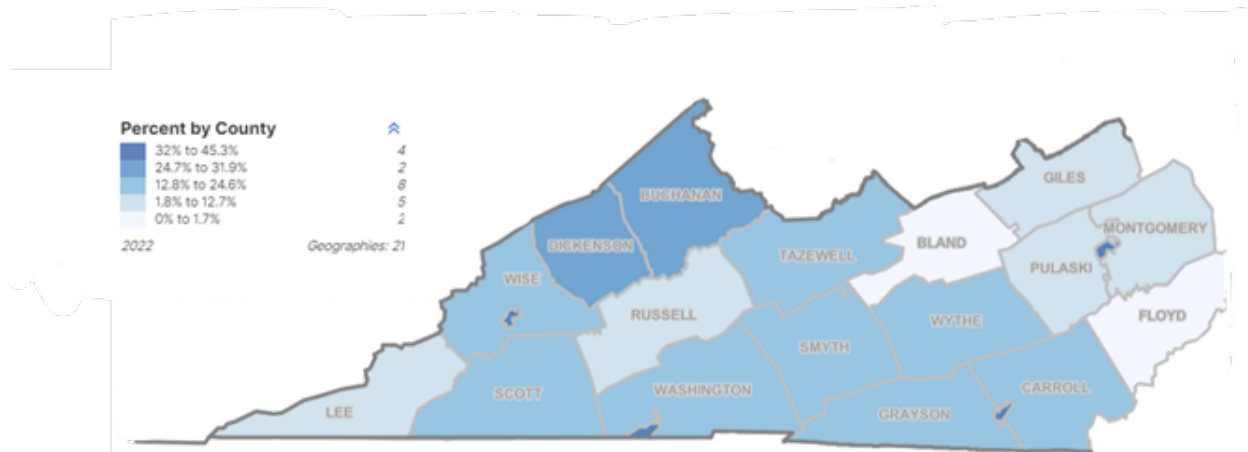 Percent by County
32% to 45.3% 4
24.7% to 31.9% 2
12.8% to 24.6% 8
1.8% to 12.7% 5
0% to 1.7% 2
2022 Geographies: 21
GILES
BUCHANAN
MONTGOMERY
DICKENSON
BLAND
TAZEWELL
PULASKI
WISE
RUSSELL
WYTHE
FLOYD
SMYTH
WASHINGTON
CARROLL
SCOTT
LEE
GRAYSON